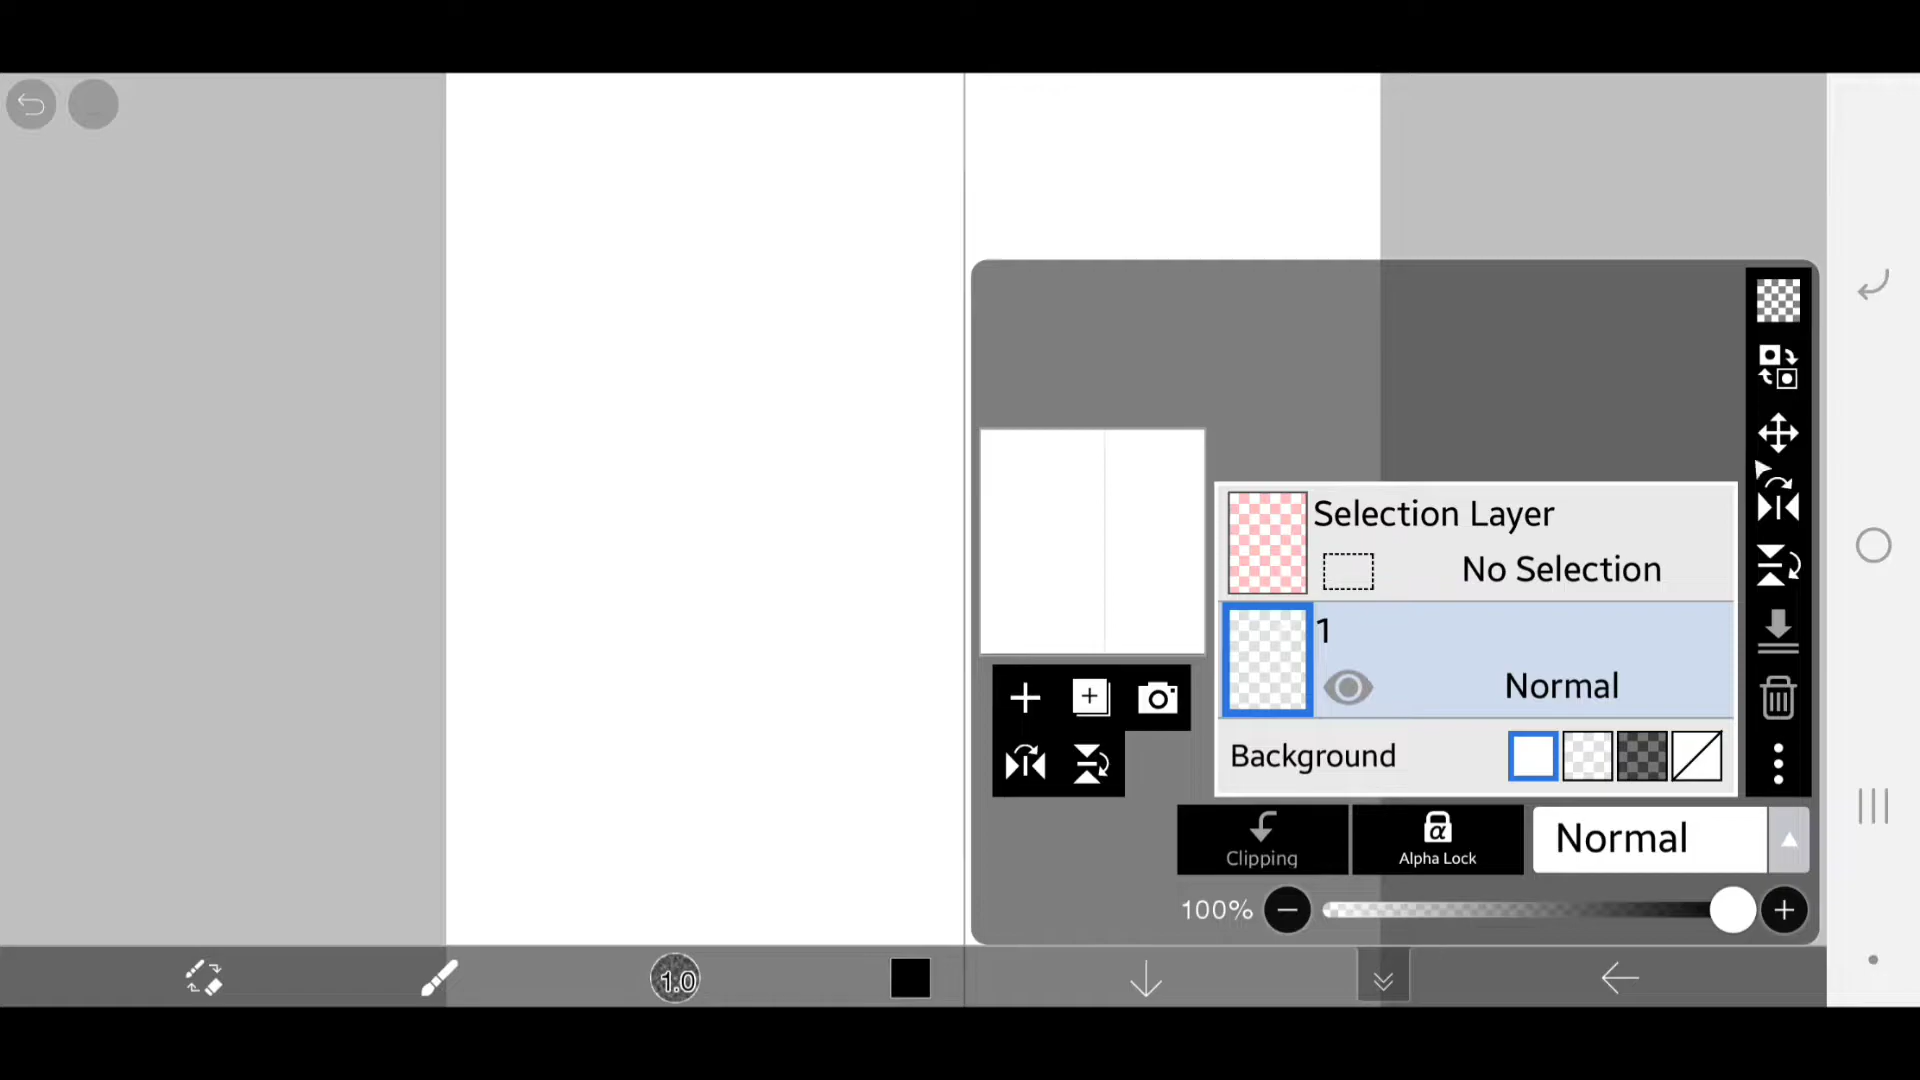 Selection Layer
No Selection
1
Normal
Background
Clipping
α
Alpha Lock
Normal
100%
1.0